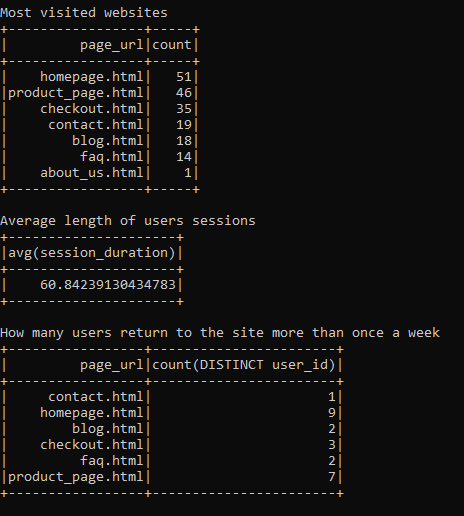 Most visited websites
+-----------------+-----+
|         page_url|count|
+-----------------+-----+
|    homepage.html|   51|
|product_page.html|   46|
|    checkout.html|   35|
|     contact.html|   19|
|        blog.html|   18|
|         faq.html|   14|
|    about_us.html|    1|
+-----------------+-----+
Average length of users sessions
+---------------------+
|avg(session_duration)|
+---------------------+
|    60.84239130434783|
+---------------------+
How many users return to the site more than once a week
+-----------------+-----------------------+
|         page_url|count(DISTINCT user_id)|
+-----------------+-----------------------+
|     contact.html|                      1|
|    homepage.html|                      9|
|        blog.html|                      2|
|    checkout.html|                      3|
|         faq.html|                      2|
|product_page.html|                      7|
+-----------------+-----------------------+